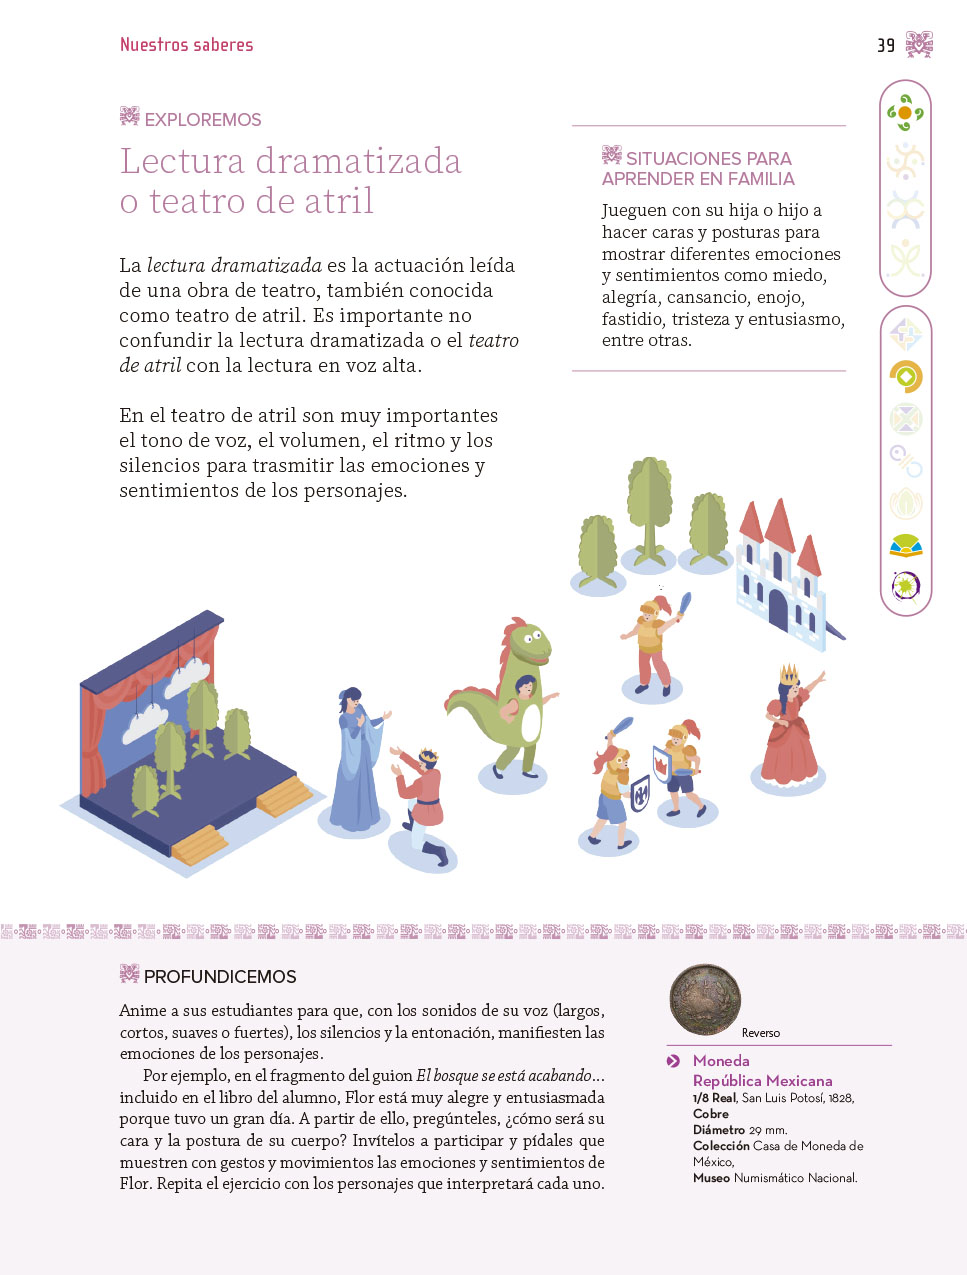 Nuestros saberes
39
EXPLOREMOS
Lectura dramatizada
o teatro de atril
La lectura dramatizada es la actuación leída
de una obra de teatro, también conocida
como teatro de atril. Es importante no
confundir la lectura dramatizada o el teatro
de atril con la lectura en voz alta.
En el teatro de atril son muy importantes
el tono de voz, el volumen, el ritmo y los
silencios para trasmitir las emociones y
sentimientos de los personajes.
SITUACIONES PARA
APRENDER EN FAMILIA
Jueguen con su hija o hijo a
hacer caras y posturas para
mostrar diferentes emociones
y sentimientos como miedo,
alegría, cansancio, enojo,
fastidio, tristeza y entusiasmo,
entre otras.
PROFUNDICEMOS
Anime a sus estudiantes para que, con los sonidos de su voz (largos,
cortos, suaves o fuertes), los silencios y la entonación, manifiesten las
emociones de los personajes.
Por ejemplo, en el fragmento del guion El bosque se está acabando...
incluido en el libro del alumno, Flor está muy alegre y entusiasmada
porque tuvo un gran día. A partir de ello, pregúnteles, ¿cómo será su
cara y la postura de su cuerpo? Invítelos a participar y pídales que
muestren con gestos y movimientos las emociones y sentimientos de
Flor. Repita el ejercicio con los personajes que interpretará cada uno.
Reverso
Moneda
República Mexicana
1/8 Real, San Luis Potosí, 1828,
Cobre
Diámetro 29 mm.
Colección Casa de Moneda de
México,
Museo Numismático Nacional.